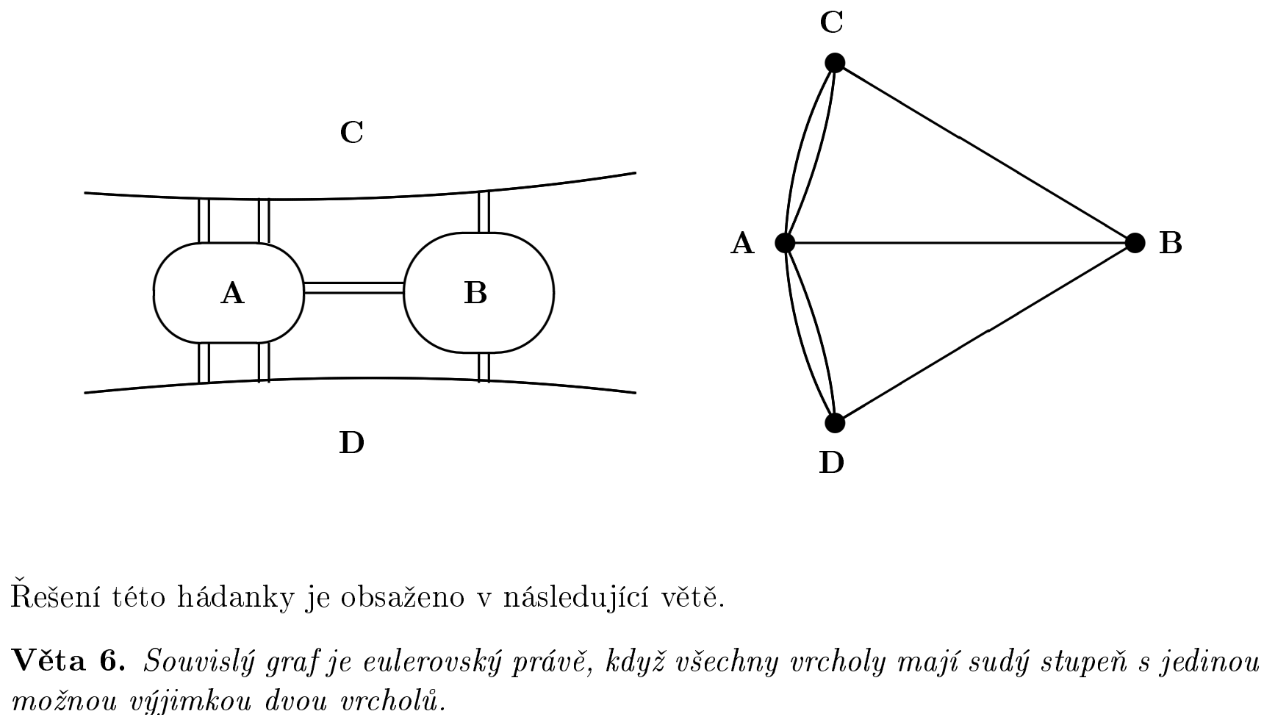 C
C
A
B
A
B
D
D
Řešení této hádanky je obsaženo v následující větě.
Věta 6. Souvislý graf je eulerovský právě, když všechny vrcholy mají sudý stupeň s jedinou
možnou výjimkou dvou vrcholů.